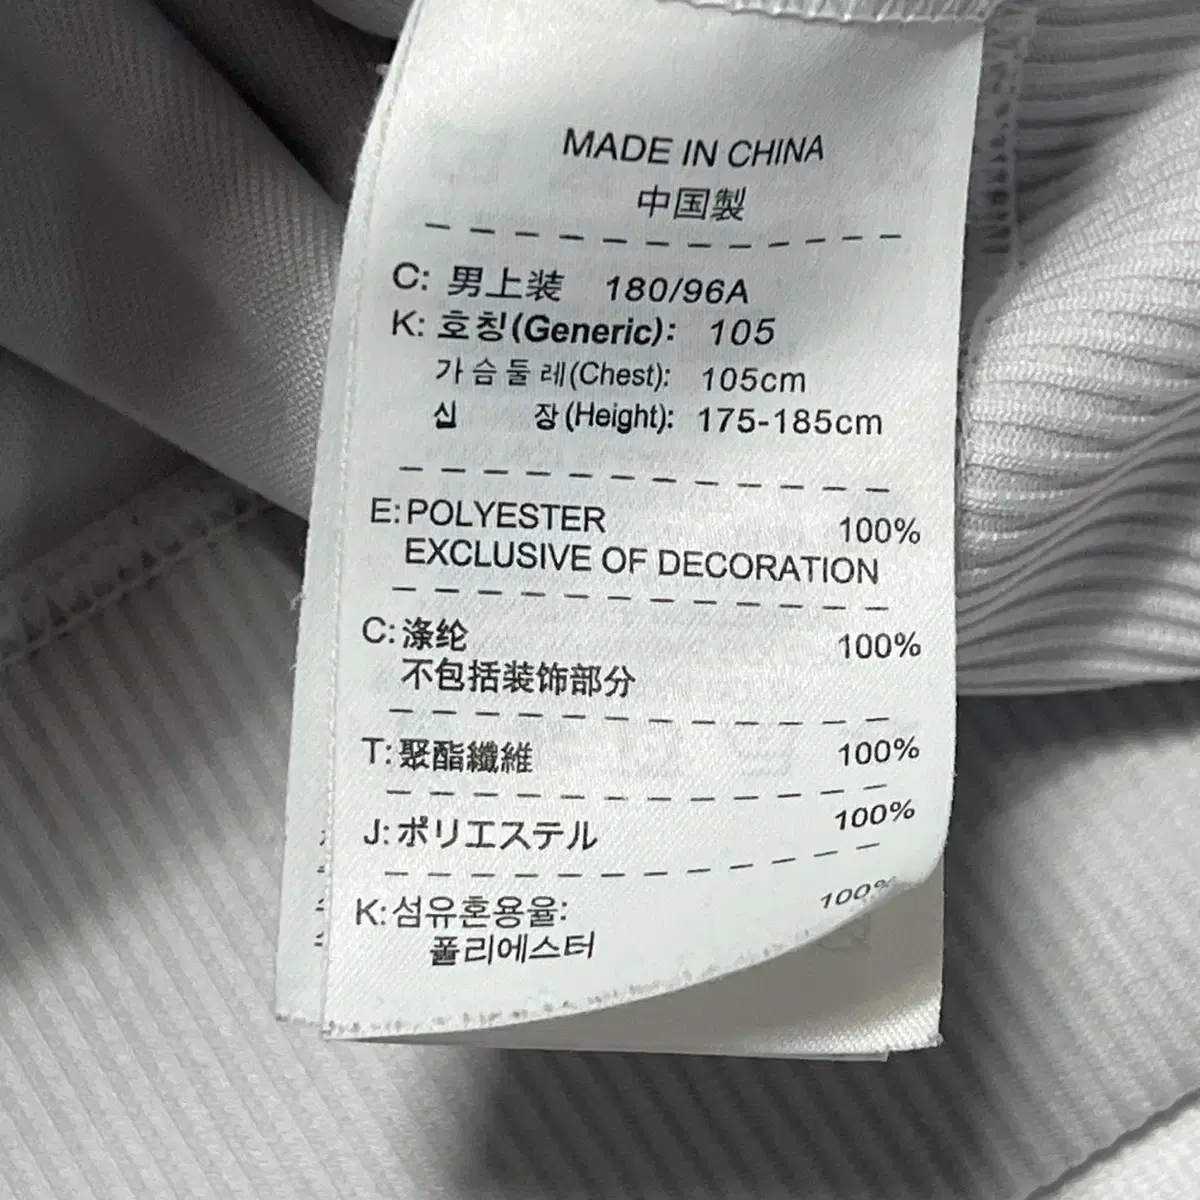 MADE IN CHINA
中国製
C: 男上装 180/96A
K: 호칭(Generic): 105
가슴둘레(Chest): 105cm
십 장(Height): 175-185cm
E: POLYESTER 100%
EXCLUSIVE OF DECORATION
C: 涤纶 100%
不包括装饰部分
T: 聚酯纖維 100%
J: ポリエステル 100%
K: 섬유혼용율: 100%
폴리에스터